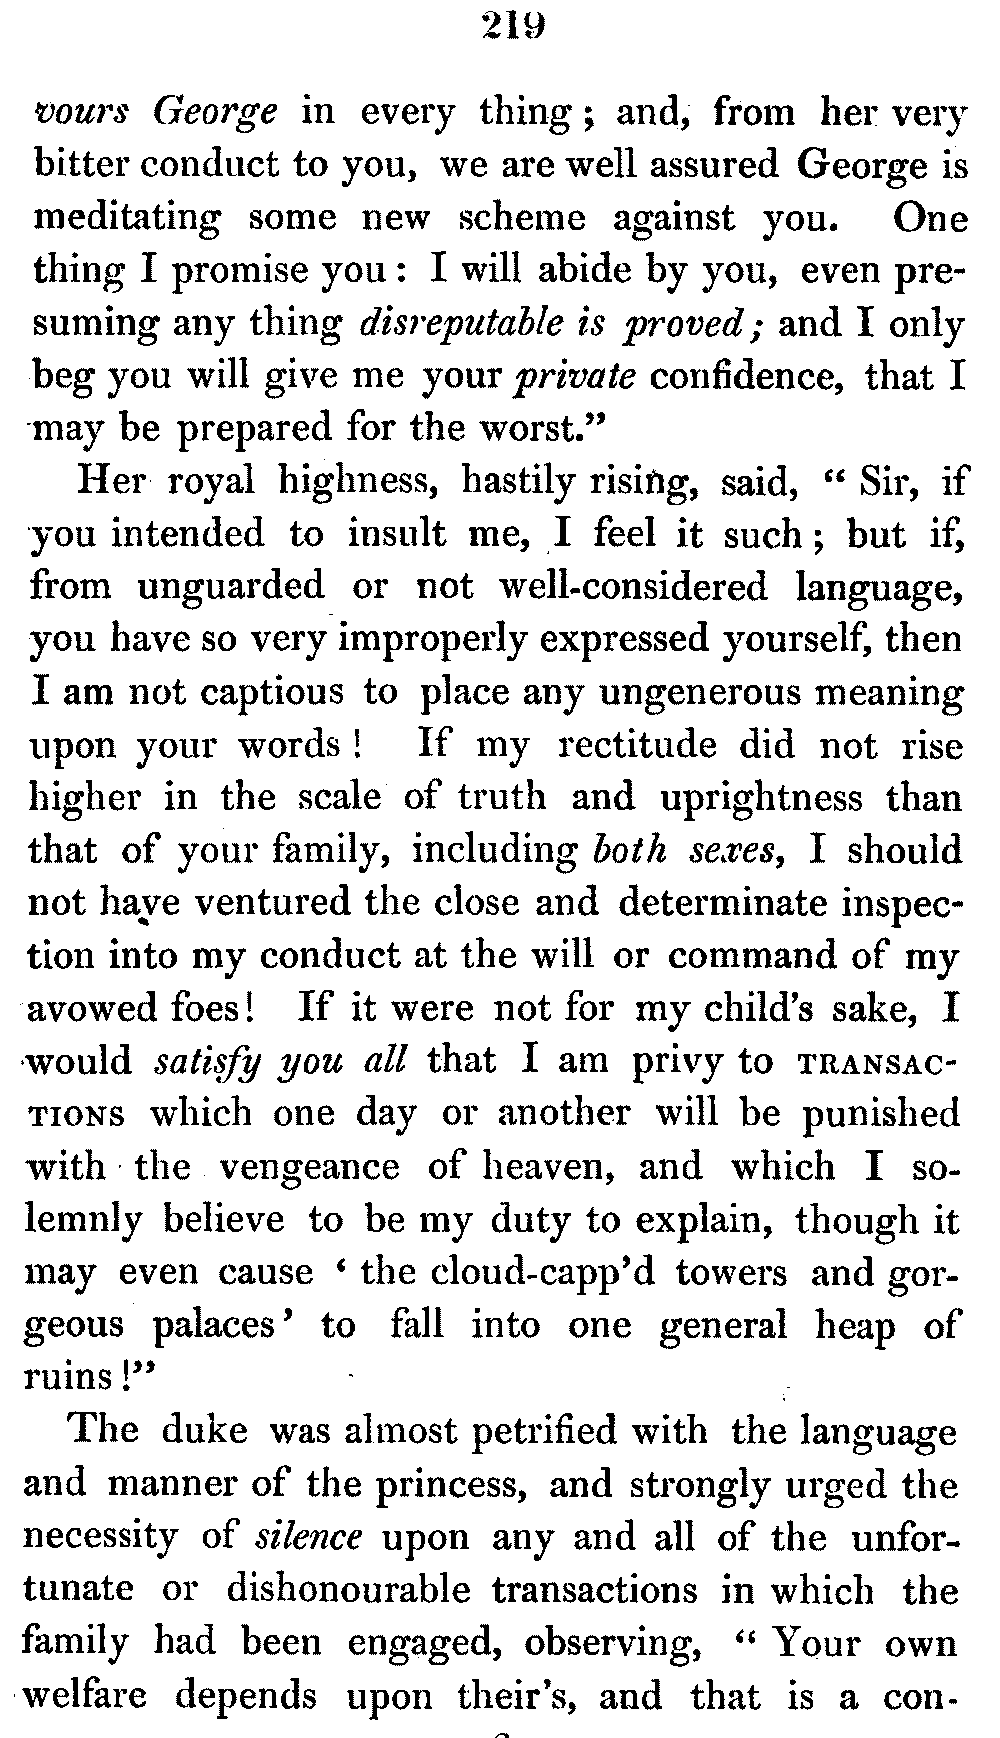 219
vours George in every thing ; and, from her very
bitter conduct to you, we are well assured George is
meditating some new scheme against you. One
thing I promise you : I will abide by you, even pre-
suming any thing disreputable is proved ; and I only
beg you will give me your private confidence, that I
may be prepared for the worst.”
Her royal highness, hastily rising, said, “ Sir, if
you intended to insult me, I feel it such ; but if,
from unguarded or not well-considered language,
you have so very improperly expressed yourself, then
I am not captious to place any ungenerous meaning
upon your words ! If my rectitude did not rise
higher in the scale of truth and uprightness than
that of your family, including both sexes, I should
not have ventured the close and determinate inspec-
tion into my conduct at the will or command of my
avowed foes ! If it were not for my child’s sake, I
would satisfy you all that I am privy to TRANSAC-
TIONS which one day or another will be punished
with the vengeance of heaven, and which I so-
lemnly believe to be my duty to explain, though it
may even cause ‘ the cloud-capp’d towers and gor-
geous palaces’ to fall into one general heap of
ruins !”
The duke was almost petrified with the language
and manner of the princess, and strongly urged the
necessity of silence upon any and all of the unfor-
tunate or dishonourable transactions in which the
family had been engaged, observing, “ Your own
welfare depends upon their’s, and that is a con-